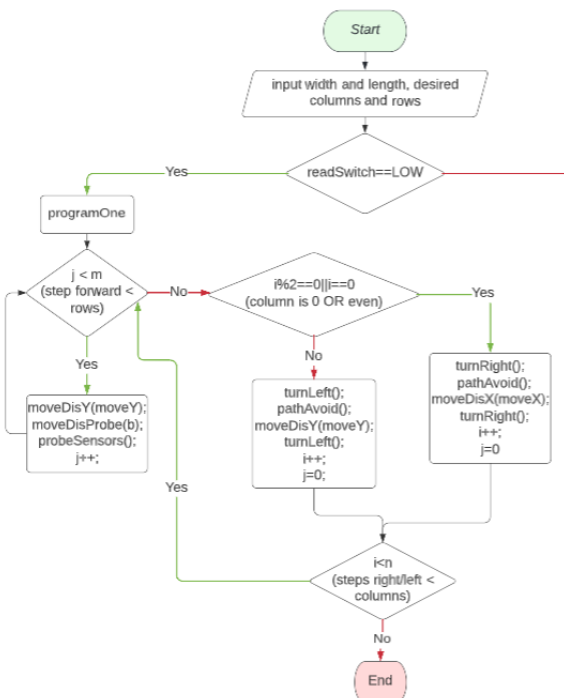 Start
input width and length, desired
columns and rows
readSwitch==LOW
Yes
programOne
j < m
(step forward <
rows)
No
i%2==0||i==0
(column is 0 OR even)
Yes
No
Yes
moveDisY(moveY);
moveDisProbe(b);
probeSensors();
j++;
turnLeft();
pathAvoid();
moveDisY(moveY);
turnLeft();
i++;
j=0;
turnRight();
pathAvoid();
moveDisX(moveX);
turnRight();
i++;
j=0
Yes
i<n
(steps right/left <
columns)
No
End